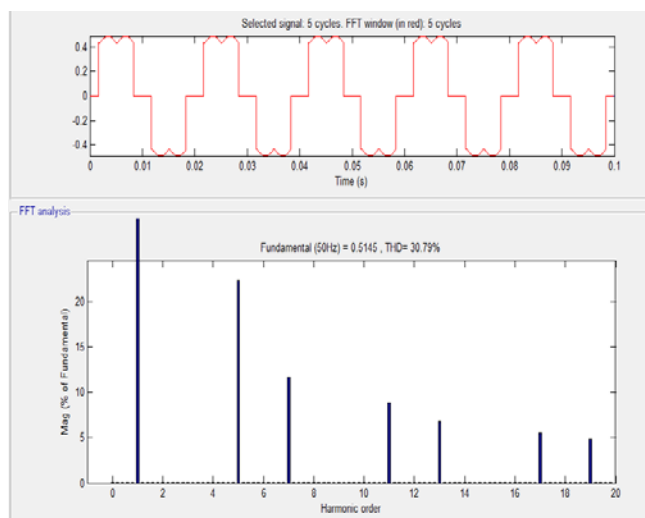 Selected signal: 5 cycles. FFT window (in red): 5 cycles
0.4
0.2
0
-0.2
-0.4
0 0.01 0.02 0.03 0.04 0.05 0.06 0.07 0.08 0.09 0.1
Time (s)
FFT analysis
Fundamental (50Hz) = 0.5145 , THD= 30.79%
Mag (% of Fundamental)
20
15
10
5
0
0 2 4 6 8 10 12 14 16 18 20
Harmonic order